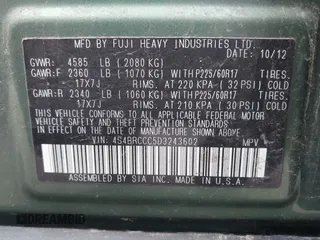 MFD BY FUJI HEAVY INDUSTRIES LTD.
10/12
GVWR: 4585 LB (2080 KG)
GAWR:F 2360 LB (1070 KG) WITH P225/60R17 TIRES.
17X7J RIMS. AT 220 KPA ( 32 PSI) COLD
GAWR:R 2340 LB (1060 KG) WITH P225/60R17 TIRES.
17X7J RIMS. AT 210 KPA ( 30 PSI) COLD
THIS VEHICLE CONFORMS TO ALL APPLICABLE FEDERAL MOTOR
VEHICLE SAFETY, BUMPER, AND THEFT PREVENTION STANDARDS
IN EFFECT ON THE DATE OF MANUFACTURE SHOWN ABOVE.
VIN: 4S4BRCCC5D3243602 MPV
ASSEMBLED BY SIA MADE IN U.S.A.
DREAMBID